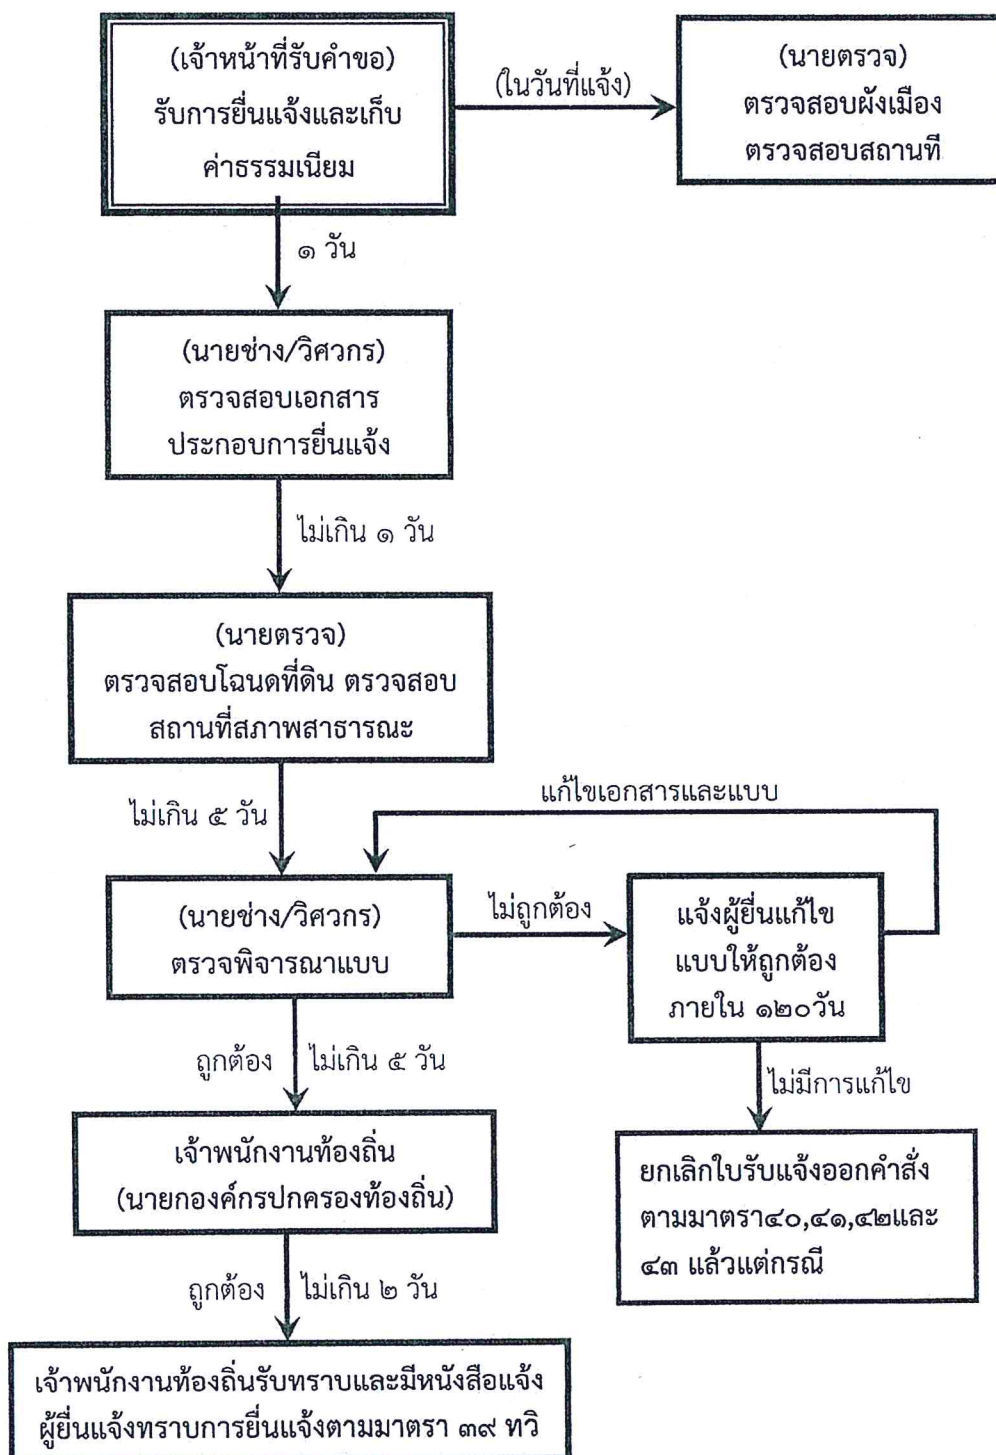 (เจ้าหน้าที่รับคำขอ)
รับการยื่นแจ้งและเก็บ
ค่าธรรมเนียม
(ในวันที่แจ้ง)
(นายตรวจ)
ตรวจสอบผังเมือง
ตรวจสอบสถานที
๑ วัน
(นายช่าง/วิศวกร)
ตรวจสอบเอกสาร
ประกอบการยื่นแจ้ง
ไม่เกิน ๑ วัน
(นายตรวจ)
ตรวจสอบโฉนดที่ดิน ตรวจสอบ
สถานที่สภาพสาธารณะ
ไม่เกิน ๕ วัน
แก้ไขเอกสารและแบบ
(นายช่าง/วิศวกร)
ตรวจพิจารณาแบบ
ไม่ถูกต้อง
แจ้งผู้ยื่นแก้ไข
แบบให้ถูกต้อง
ภายใน ๑๒๐วัน
ถูกต้อง ไม่เกิน ๕ วัน
ไม่มีการแก้ไข
เจ้าพนักงานท้องถิ่น
(นายกองค์กรปกครองท้องถิ่น)
ยกเลิกใบรับแจ้งออกคำสั่ง
ตามมาตรา๔๐,๔๑,๔๒และ
๔๓ แล้วแต่กรณี
ถูกต้อง ไม่เกิน ๒ วัน
เจ้าพนักงานท้องถิ่นรับทราบและมีหนังสือแจ้ง
ผู้ยื่นแจ้งทราบการยื่นแจ้งตามมาตรา ๓๙ ทวิ